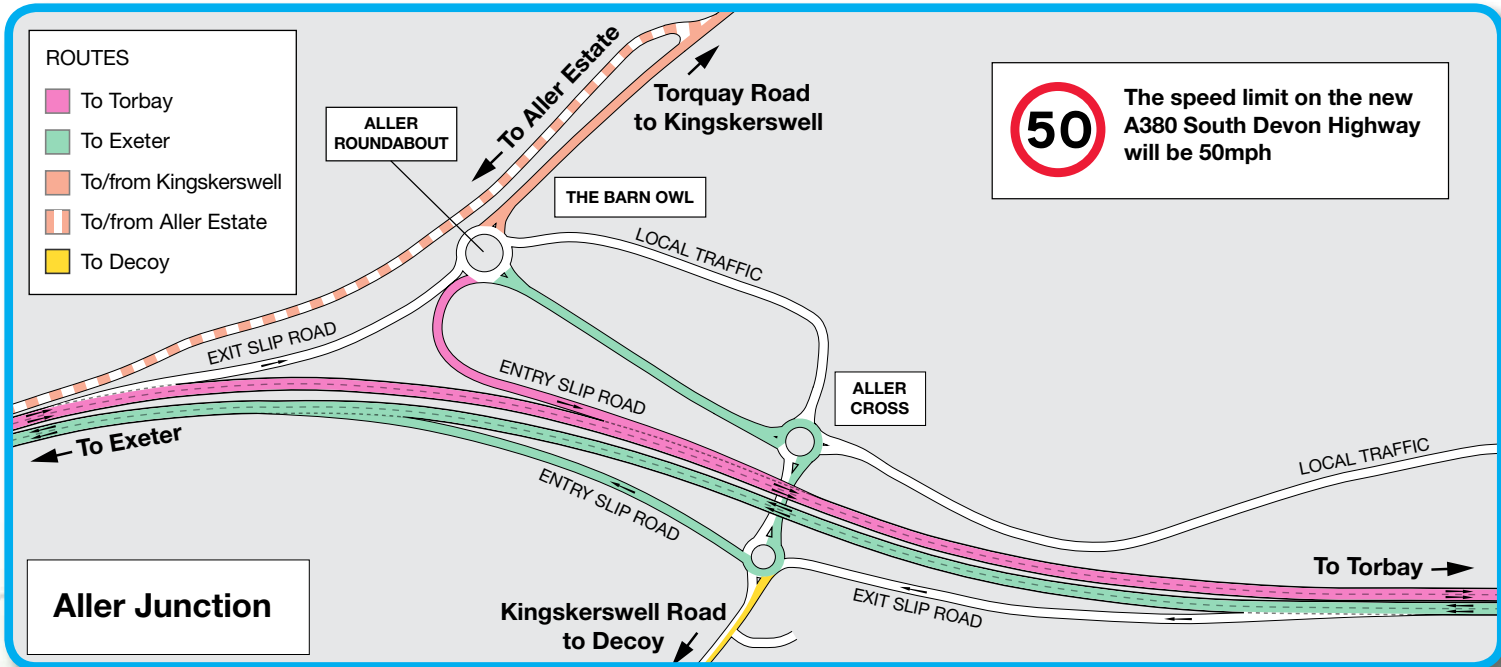 ROUTES
To Torbay
To Exeter
To/from Kingskerswell
To/from Aller Estate
To Decoy
ALLER
ROUNDABOUT
To Aller Estate
Torquay Road
to Kingskerswell
THE BARN OWL
50
The speed limit on the new
A380 South Devon Highway
will be 50mph
LOCAL TRAFFIC
EXIT SLIP ROAD
ENTRY SLIP ROAD
ALLER
CROSS
To Exeter
ENTRY SLIP ROAD
LOCAL TRAFFIC
To Torbay
EXIT SLIP ROAD
Kingskerswell Road
to Decoy
Aller Junction